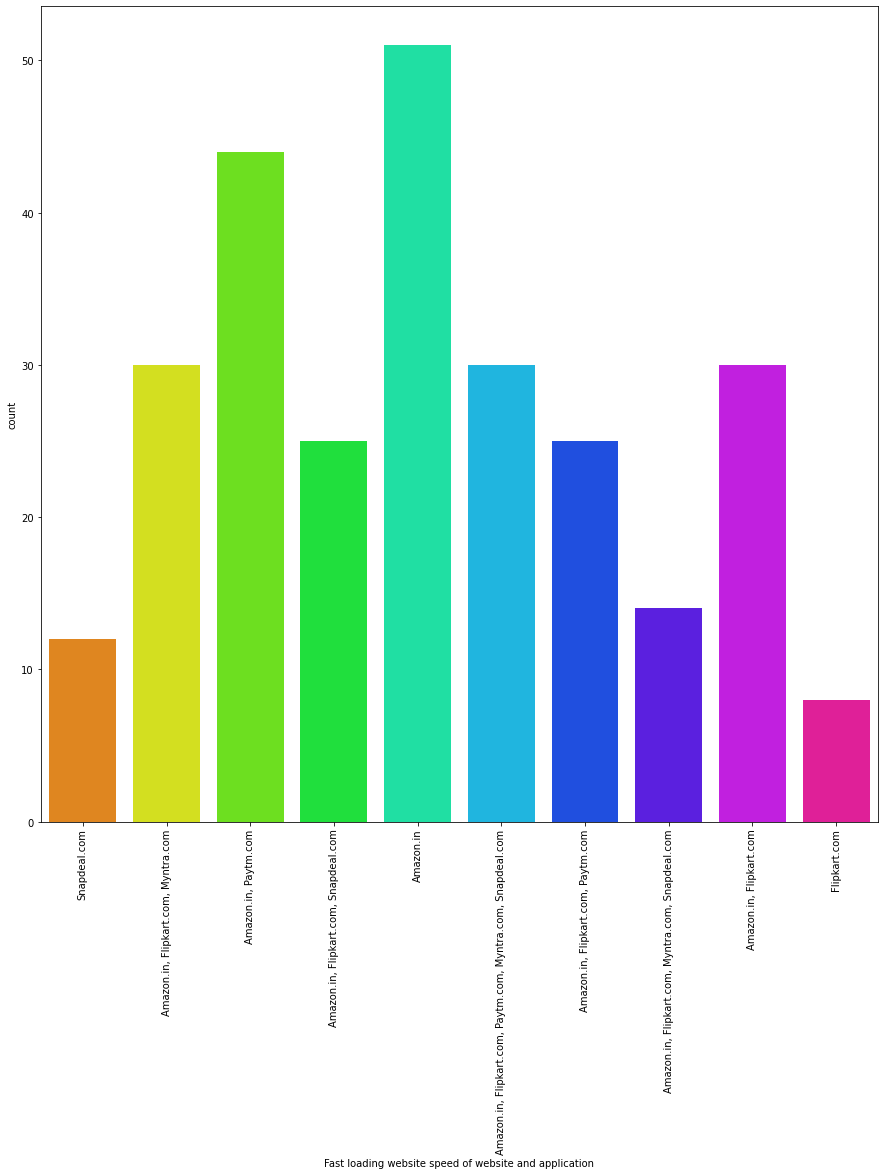 50
40
30
20
10
0
count
Snapdeal.com
Amazon.in, Flipkart.com, Myntra.com
Amazon.in, Paytm.com
Amazon.in, Flipkart.com, Snapdeal.com
Amazon.in
Amazon.in, Flipkart.com, Paytm.com, Myntra.com, Snapdeal.com
Amazon.in, Flipkart.com, Paytm.com
Amazon.in, Flipkart.com, Myntra.com, Snapdeal.com
Amazon.in, Flipkart.com
Flipkart.com
Fast loading website speed of website and application